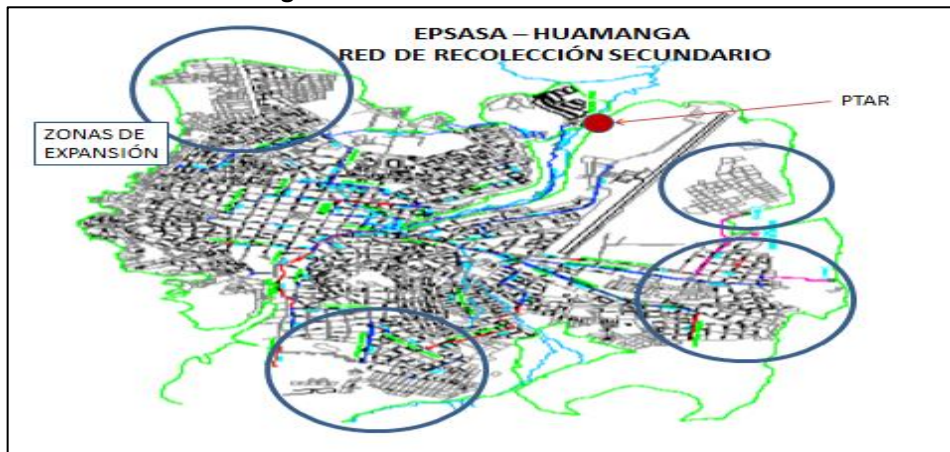 EPSASA – HUAMANGA
RED DE RECOLECCIÓN SECUNDARIO
PTAR
ZONAS DE
EXPANSIÓN